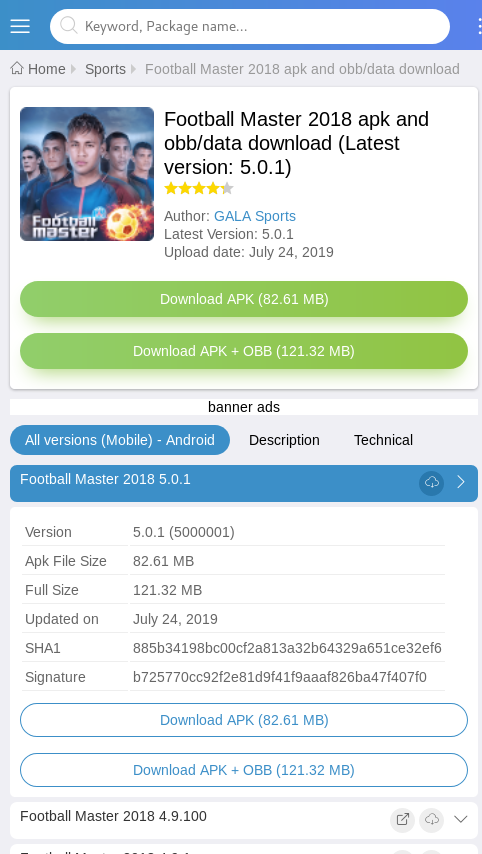 Keyword, Package name...
Home Sports Football Master 2018 apk and obb/data download
Football Master 2018 apk and
obb/data download (Latest
version: 5.0.1)
Football
master
Author: GALA Sports
Latest Version: 5.0.1
Upload date: July 24, 2019
Download APK (82.61 MB)
Download APK + OBB (121.32 MB)
banner ads
All versions (Mobile) - Android Description Technical
Football Master 2018 5.0.1
Version 5.0.1 (5000001)
Apk File Size 82.61 MB
Full Size 121.32 MB
Updated on July 24, 2019
SHA1 885b34198bc00cf2a813a32b64329a651ce32ef6
Signature b725770cc92f2e81d9f41f9aaaf826ba47f407f0
Download APK (82.61 MB)
Download APK + OBB (121.32 MB)
Football Master 2018 4.9.100